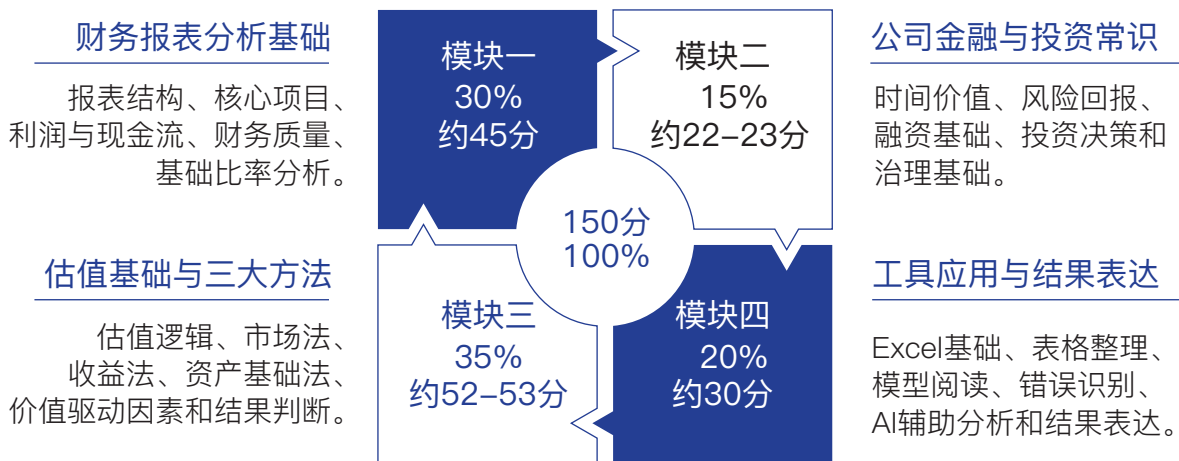 财务报表分析基础
报表结构、核心项目、
利润与现金流、财务质量、
基础比率分析。
模块一
30%
约45分
模块二
15%
约22–23分
公司金融与投资常识
时间价值、风险回报、
融资基础、投资决策和
治理基础。
150分
100%
估值基础与三大方法
估值逻辑、市场法、
收益法、资产基础法、
价值驱动因素和结果判断。
模块三
35%
约52–53分
模块四
20%
约30分
工具应用与结果表达
Excel基础、表格整理、
模型阅读、错误识别、
AI辅助分析和结果表达。